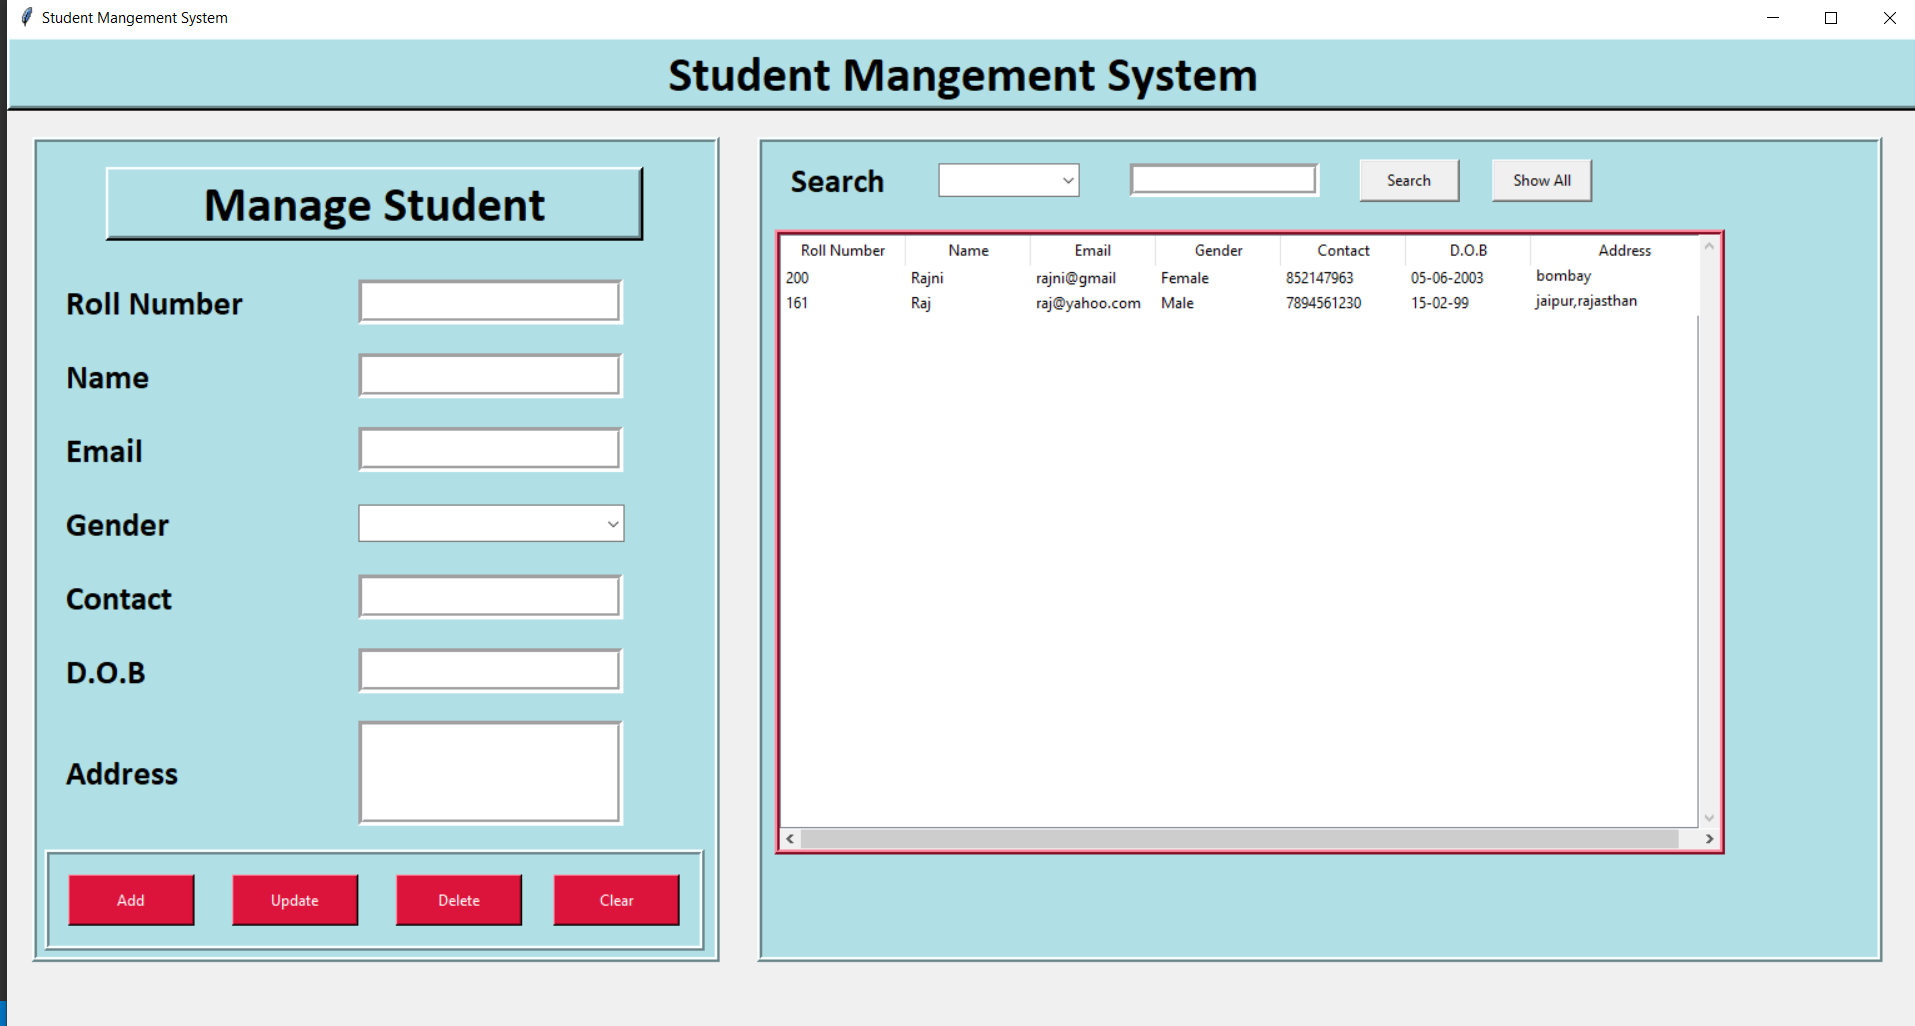 Student Mangement System
Student Mangement System
Manage Student
Roll Number
Name
Email
Gender
Contact
D.O.B
Address
Add Update Delete Clear
Search Search Show All
Roll Number Name Email Gender Contact D.O.B Address
200 Rajni rajni@gmail Female 852147963 05-06-2003 bombay
161 Raj raj@yahoo.com Male 7894561230 15-02-99 jaipur,rajasthan